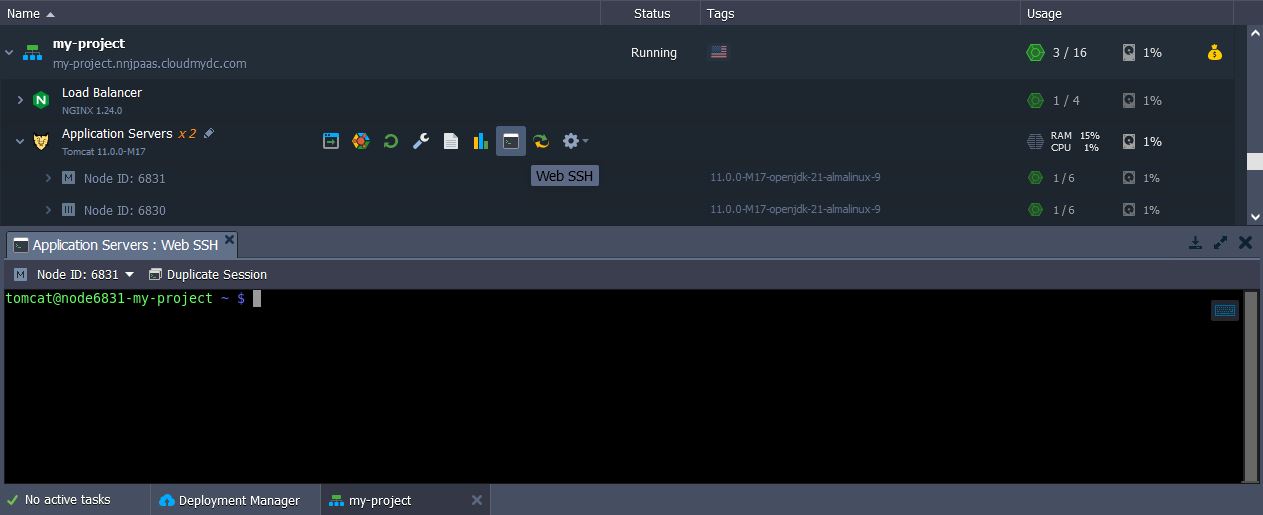 Name Status Tags Usage
my-project Running 3 / 16 1%
my-project.nnjpaas.cloudmydc.com
Load Balancer 1 / 4 1%
NGINX 1.24.0
Application Servers x 2 RAM 15% 1%
Tomcat 11.0.0-M17 CPU 1%
Web SSH
M Node ID: 6831 11.0.0-M17-openjdk-21-almalinux-9 1 / 6 1%
Node ID: 6830 11.0.0-M17-openjdk-21-almalinux-9 1 / 6 1%
Application Servers : Web SSH
M Node ID: 6831 Duplicate Session
tomcat@node6831-my-project ~ $
No active tasks Deployment Manager my-project